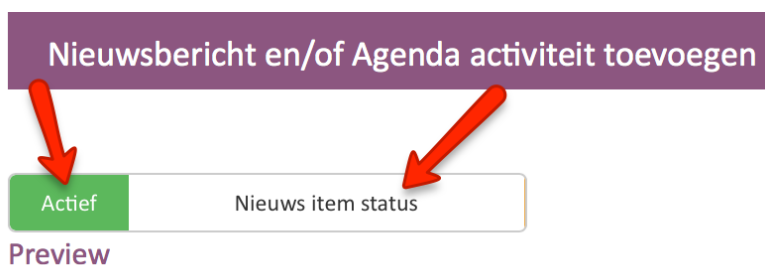 Nieuwsbericht en/of Agenda activiteit toevoegen
Actief Nieuws item status
Preview